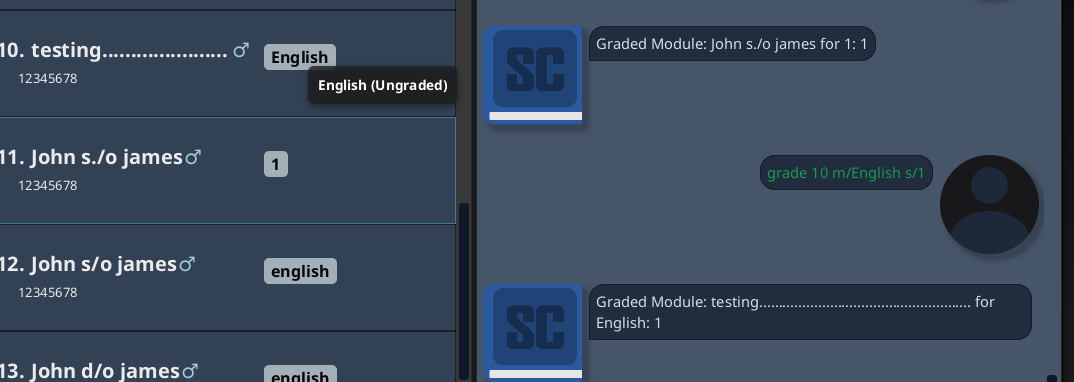 10. testing...................... ♂
English
12345678
English (Ungraded)
11. John s./o james♂
1
12345678
12. John s/o james♂
english
12345678
13. John d/o james♂
english
SC
Graded Module: John s./o james for 1: 1
grade 10 m/English s/1
SC
Graded Module: testing................................................... for
English: 1